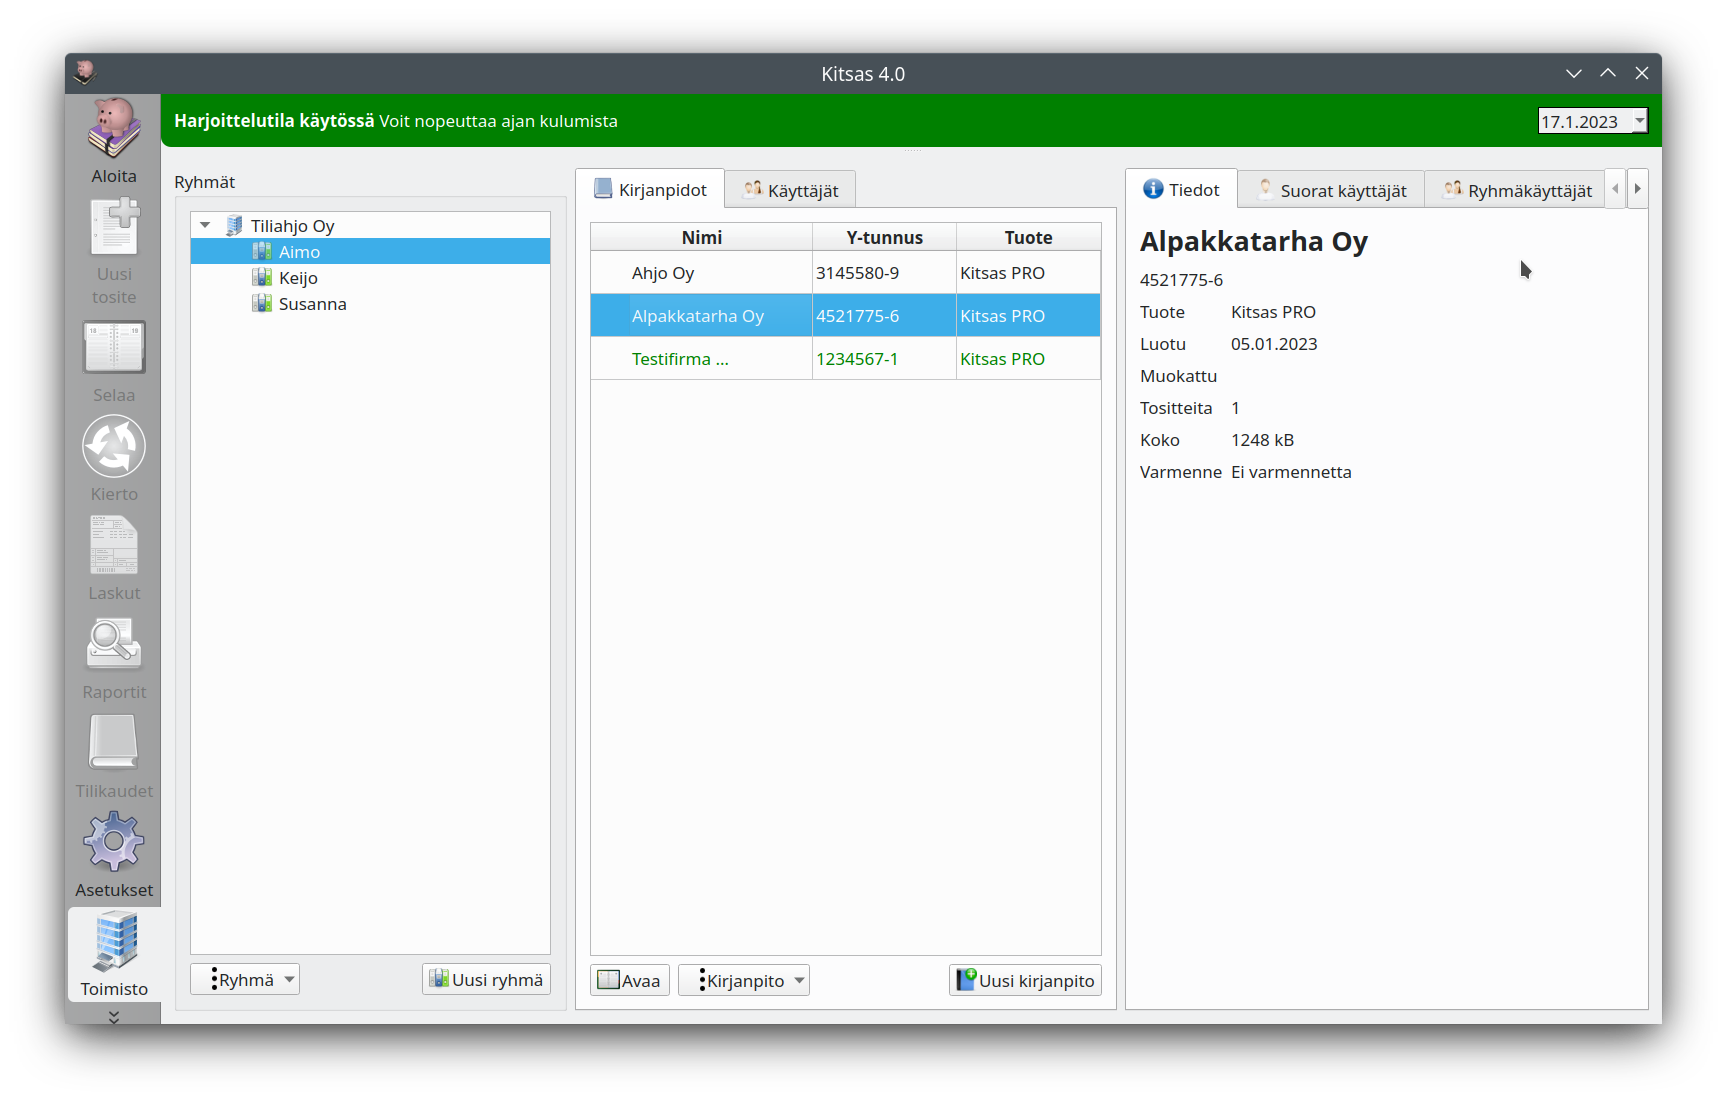 Kitsas 4.0
Harjoittelutila käytössä Voit nopeuttaa ajan kulumista
17.1.2023
Aloita
Uusi
tosite
Selaa
Kierto
Laskut
Raportit
Tilikaudet
Asetukset
Toimisto
Ryhmät
Tiliahjo Oy
Aimo
Keijo
Susanna
Ryhmä
Uusi ryhmä
Kirjanpidot
Käyttäjät
Nimi Y-tunnus Tuote
Ahjo Oy 3145580-9 Kitsas PRO
Alpakkatarha Oy 4521775-6 Kitsas PRO
Testifirma ... 1234567-1 Kitsas PRO
Avaa
Kirjanpito
Uusi kirjanpito
Tiedot
Suorat käyttäjät
Ryhmäkäyttäjät
Alpakkatarha Oy
4521775-6
Tuote Kitsas PRO
Luotu 05.01.2023
Muokattu
Tositteita 1
Koko 1248 kB
Varmenne Ei varmennetta